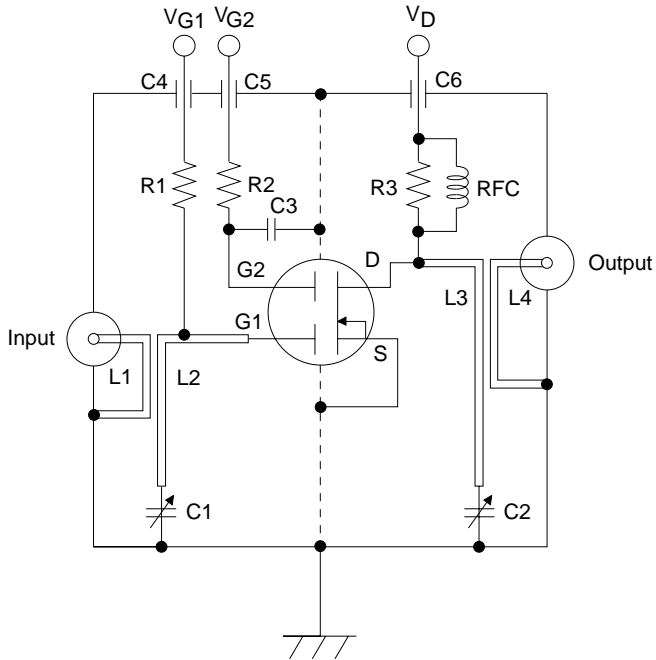 VG1 VG2 VD
C4 C5 C6
R1 R2 R3 RFC
C3
G2 D Output
L3 L4
Input G1
S
L1 L2
C1 C2